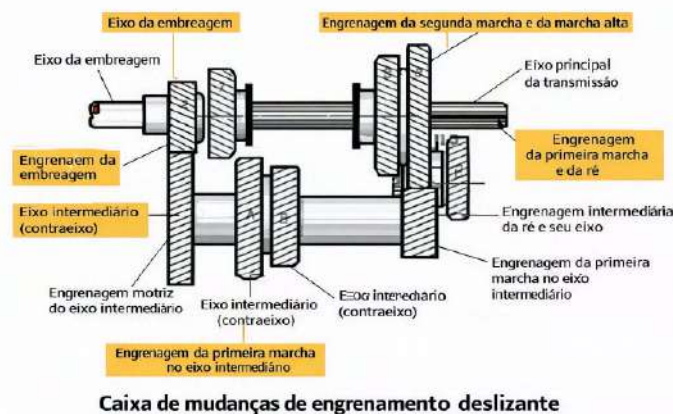 Eixo da embreagem
Engrenagem da segunda marcha e da marcha alta
Eixo da embreagem
Eixo principal
da transmissão
Engrenagem
da primeira marcha
e da ré
Engrenaem da
embreagem
Eixo intermediário
(contraeixo)
A
B
Engrenagem intermediária
da ré e seu eixo
Engrenagem da primeira
marcha no eixo
intermediário
Engrenagem motriz
do eixo intermediário
Eixo intermediário
(contraeixo)
(contraeixo)
Engrenagem da primeira marcha
no eixo intermediáno
Caixa de mudanças de engrenamento deslizante